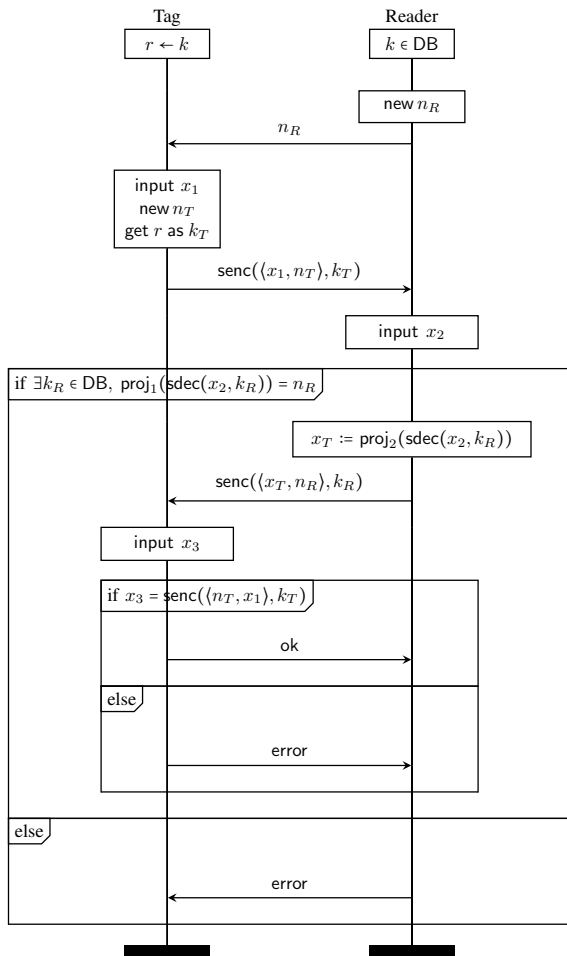 Tag Reader
r ← k k ∈ DB
new n_R
n_R
input x_1
new n_T
get r as k_T
senc(⟨x_1, n_T⟩, k_T)
input x_2
if ∃k_R ∈ DB, proj_1(sdec(x_2, k_R)) = n_R
x_T ≔ proj_2(sdec(x_2, k_R))
senc(⟨x_T, n_R⟩, k_R)
input x_3
if x_3 = senc(⟨n_T, x_1⟩, k_T)
ok
else
error
else
error